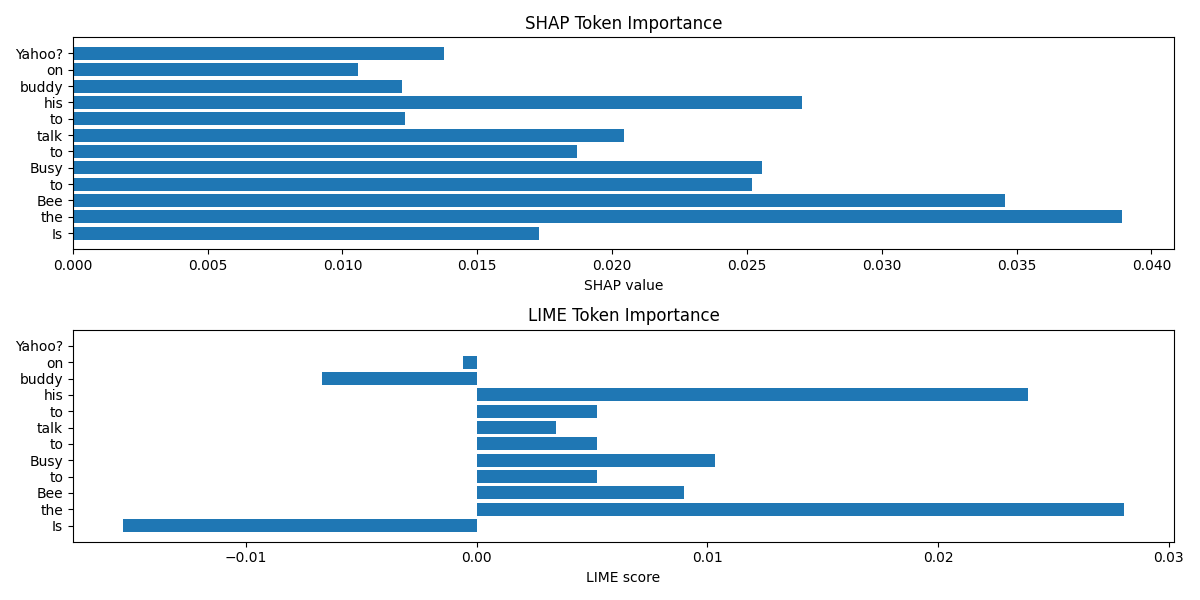 SHAP Token Importance
Yahoo?
on
buddy
his
to
talk
to
Busy
to
Bee
the
Is
0.000 0.005 0.010 0.015 0.020 0.025 0.030 0.035 0.040
SHAP value
LIME Token Importance
Yahoo?
on
buddy
his
to
talk
to
Busy
to
Bee
the
Is
−0.01 0.00 0.01 0.02 0.03
LIME score